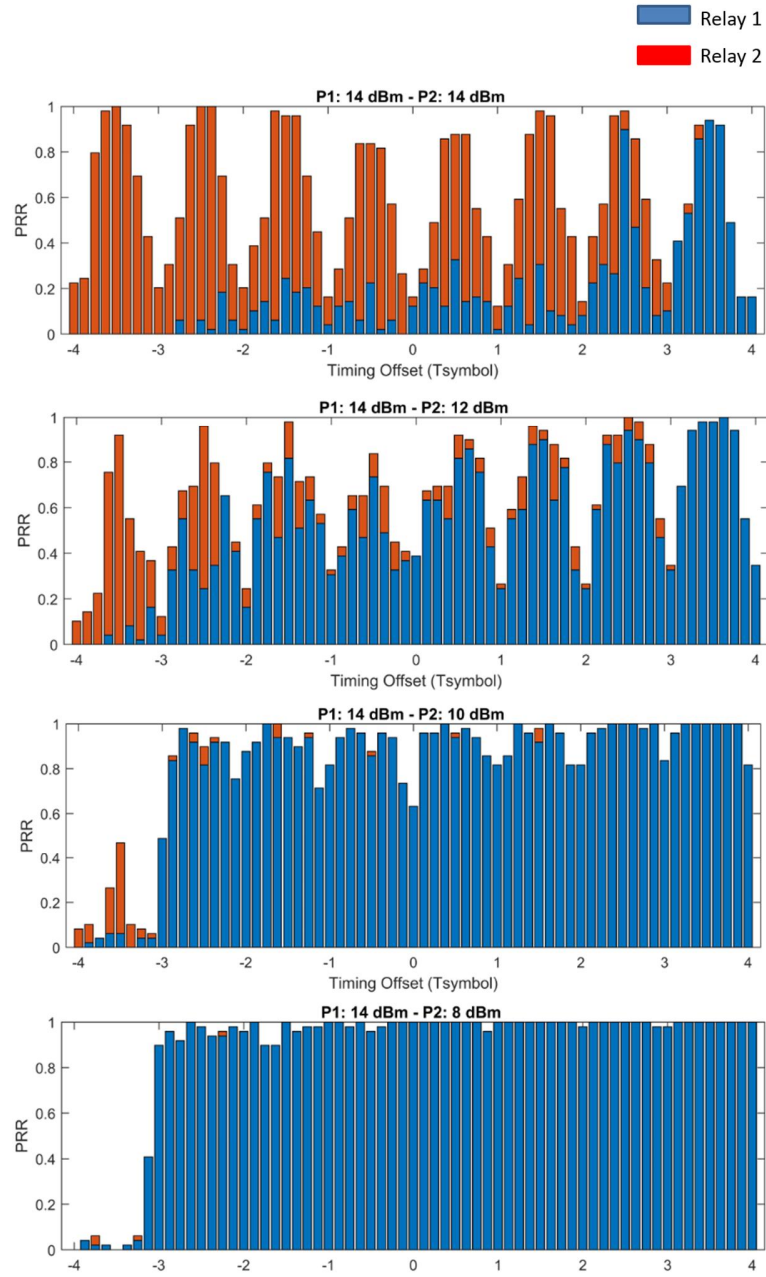 Relay 1
Relay 2
P1: 14 dBm - P2: 14 dBm
1
0.8
0.6
0.4
0.2
0
PRR
-4 -3 -2 -1 0 1 2 3 4
Timing Offset (Tsymbol)
P1: 14 dBm - P2: 12 dBm
1
0.8
0.6
0.4
0.2
0
PRR
-4 -3 -2 -1 0 1 2 3 4
Timing Offset (Tsymbol)
P1: 14 dBm - P2: 10 dBm
1
0.8
0.6
0.4
0.2
0
PRR
-4 -3 -2 -1 0 1 2 3 4
Timing Offset (Tsymbol)
P1: 14 dBm - P2: 8 dBm
1
0.8
0.6
0.4
0.2
0
PRR
-4 -3 -2 -1 0 1 2 3 4